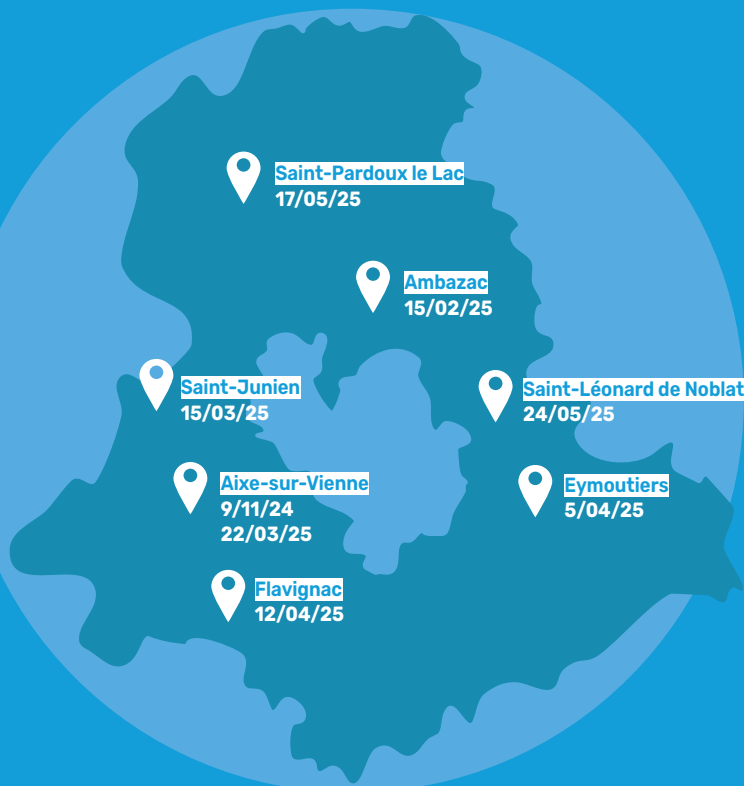 Saint-Pardoux le Lac
17/05/25
Ambazac
15/02/25
Saint-Junien
15/03/25
Saint-Léonard de Noblat
24/05/25
Aixe-sur-Vienne
9/11/24
22/03/25
Eymoutiers
5/04/25
Flavignac
12/04/25